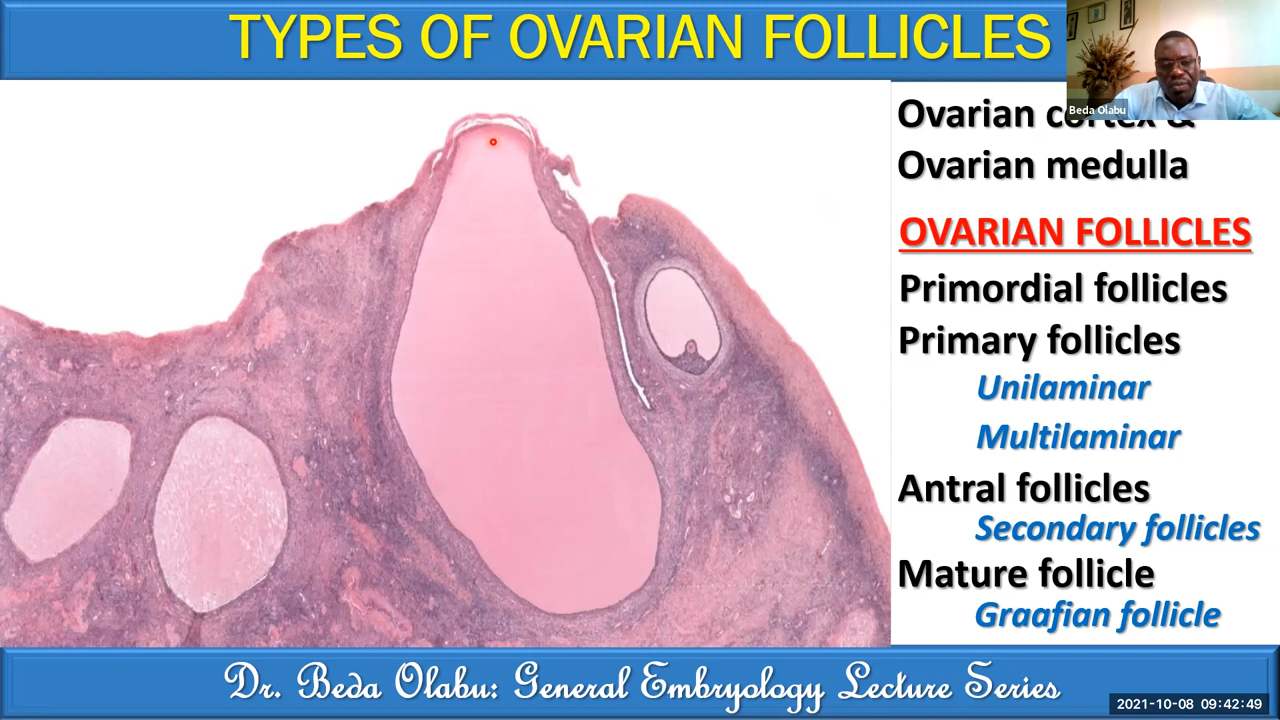 TYPES OF OVARIAN FOLLICLES
Beda Olabu
Ovarian cortex &
Ovarian medulla
OVARIAN FOLLICLES
Primordial follicles
Primary follicles
Unilaminar
Multilaminar
Antral follicles
Secondary follicles
Mature follicle
Graafian follicle
Dr. Beda Olabu: General Embryology Lecture Series
2021-10-08 09:42:49